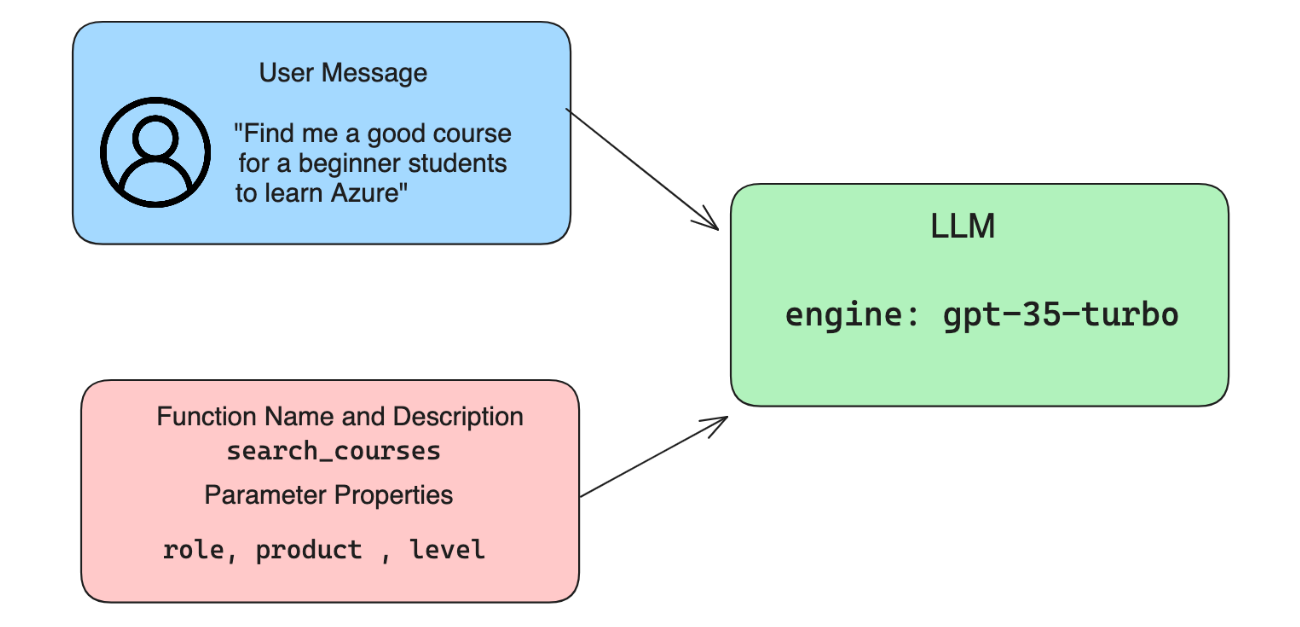 User Message
"Find me a good course
for a beginner students
to learn Azure"
LLM
engine: gpt-35-turbo
Function Name and Description
search_courses
Parameter Properties
role, product , level